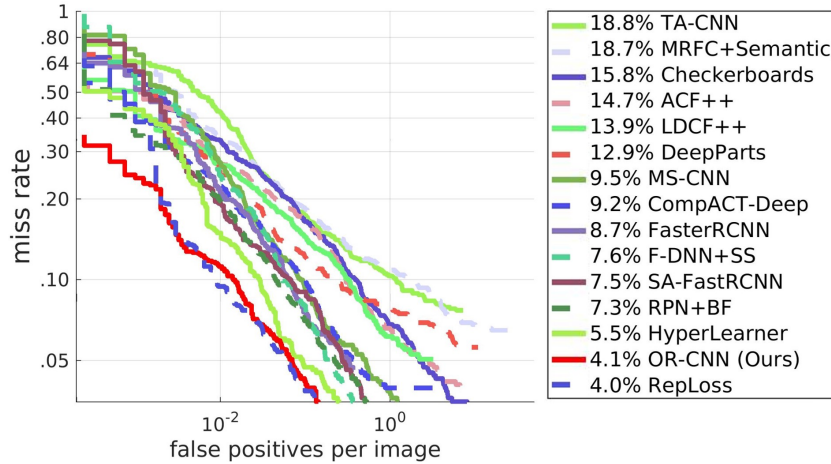 1
.80
.64
.50
.40
.30
.20
.10
.05
miss rate
10^-2
10^0
false positives per image
18.8% TA-CNN
18.7% MRFC+Semantic
15.8% Checkerboards
14.7% ACF++
13.9% LDCF++
12.9% DeepParts
9.5% MS-CNN
9.2% CompACT-Deep
8.7% FasterRCNN
7.6% F-DNN+SS
7.5% SA-FastRCNN
7.3% RPN+BF
5.5% HyperLearner
4.1% OR-CNN (Ours)
4.0% RepLoss